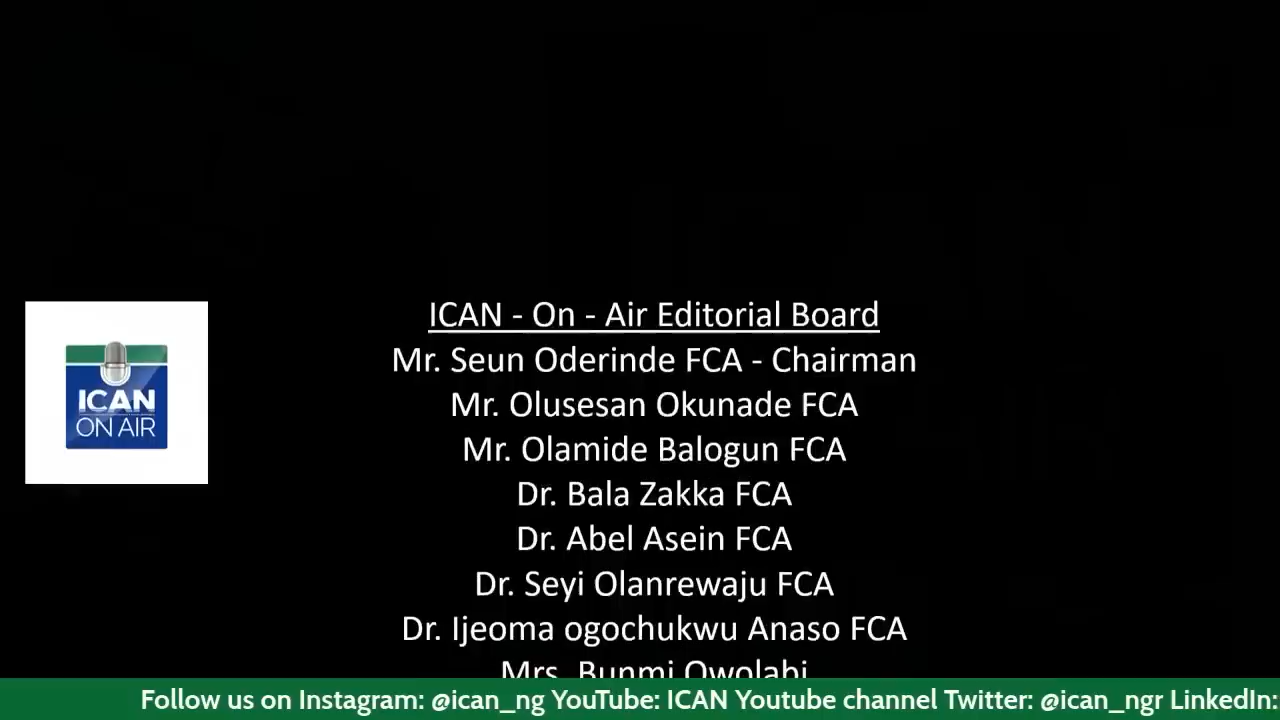 ICAN - On - Air Editorial Board
Mr. Seun Oderinde FCA - Chairman
Mr. Olusesan Okunade FCA
Mr. Olamide Balogun FCA
Dr. Bala Zakka FCA
Dr. Abel Asein FCA
Dr. Seyi Olanrewaju FCA
Dr. Ijeoma ogochukwu Anaso FCA
Mrs. Bunmi Owolabi
ICAN
ON AIR
Follow us on Instagram: @ican_ng YouTube: ICAN Youtube channel Twitter: @ican_ngr LinkedIn: